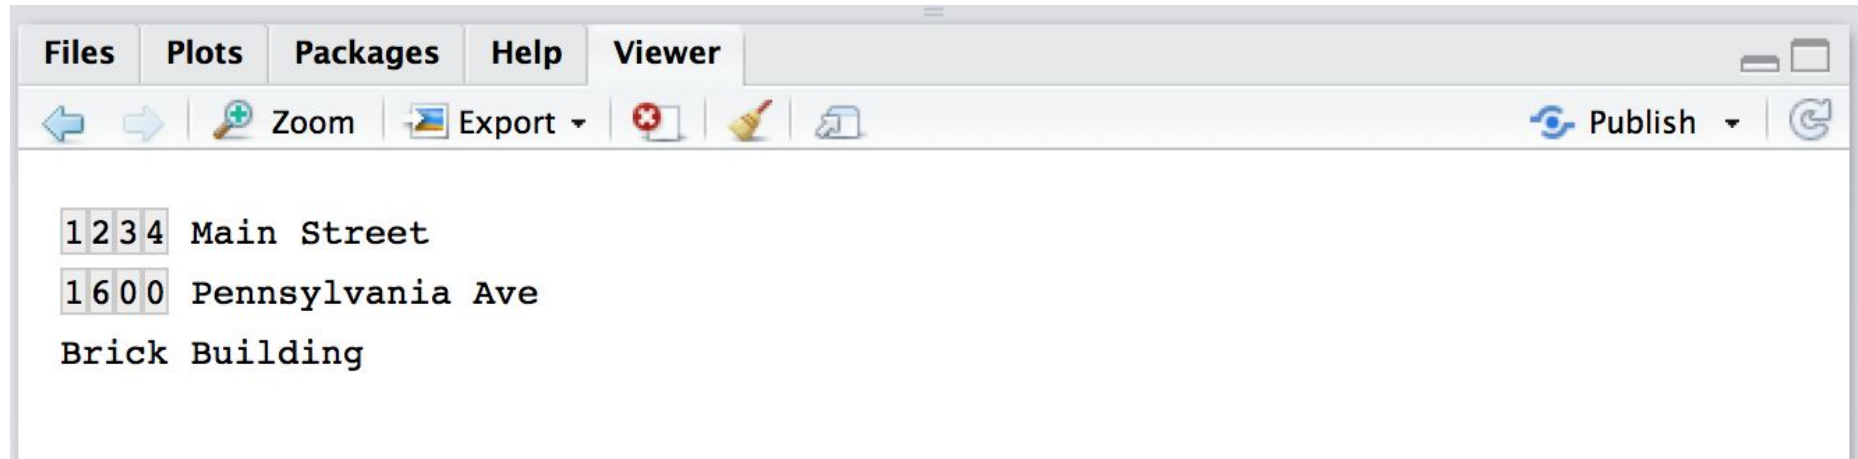 Files Plots Packages Help Viewer
Zoom Export Publish
1234 Main Street
1600 Pennsylvania Ave
Brick Building